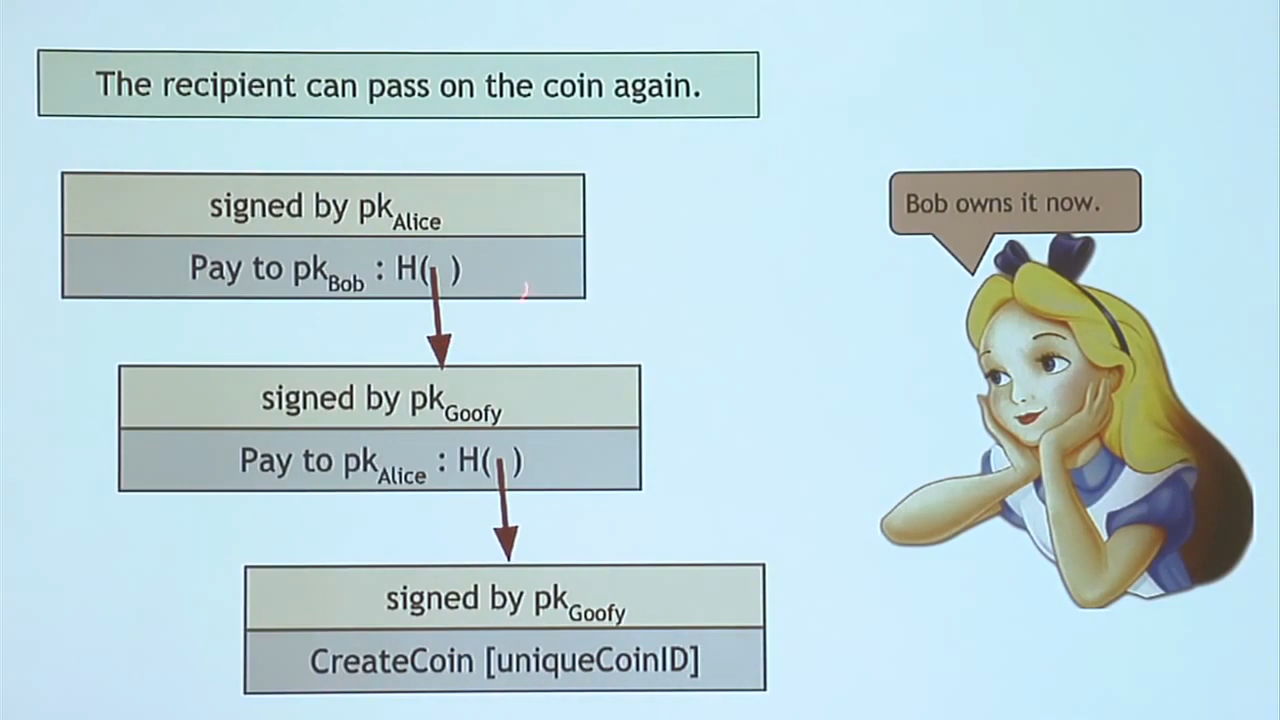 The recipient can pass on the coin again.
signed by pkAlice
Pay to pkBob : H( )
Bob owns it now.
signed by pkGoofy
Pay to pkAlice : H( )
signed by pkGoofy
CreateCoin [uniqueCoinID]